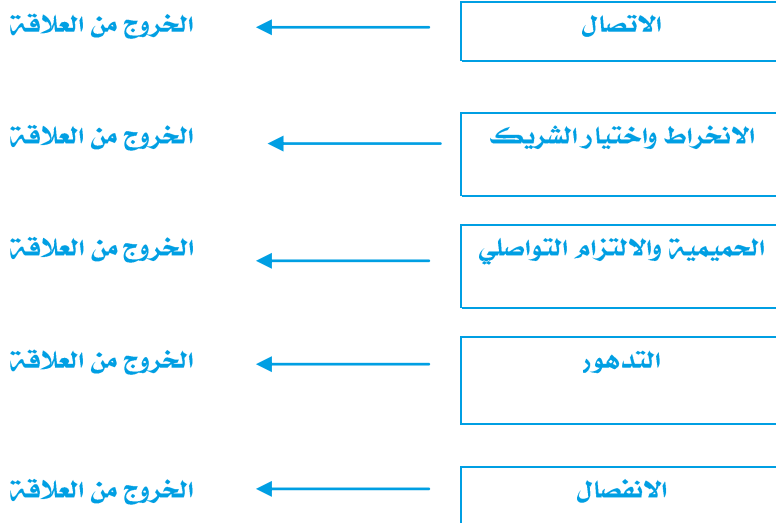 الاتصال
الخروج من العلاقة
الانخراط واختيار الشريك
الخروج من العلاقة
الحميمية والالتزام التواصلي
الخروج من العلاقة
التدهور
الخروج من العلاقة
الانفصال
الخروج من العلاقة